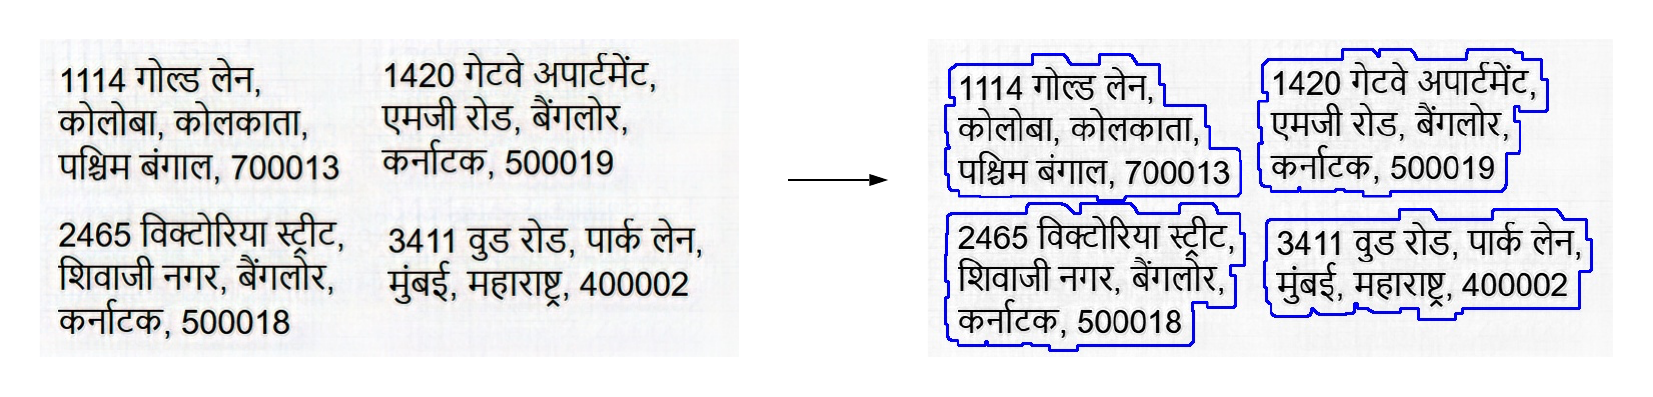 1114 गोल्ड लेन,
कोलोबा, कोलकाता,
पश्चिम बंगाल, 700013
1420 गेटवे अपार्टमेंट,
एमजी रोड, बैंगलोर,
कर्नाटक, 500019
2465 विक्टोरिया स्ट्रीट,
शिवाजी नगर, बैंगलोर,
कर्नाटक, 500018
3411 वुड रोड, पार्क लेन,
मुंबई, महाराष्ट्र, 400002
1114 गोल्ड लेन,
कोलोबा, कोलकाता,
पश्चिम बंगाल, 700013
1420 गेटवे अपार्टमेंट,
एमजी रोड, बैंगलोर,
कर्नाटक, 500019
2465 विक्टोरिया स्ट्रीट,
शिवाजी नगर, बैंगलोर,
कर्नाटक, 500018
3411 वुड रोड, पार्क लेन,
मुंबई, महाराष्ट्र, 400002